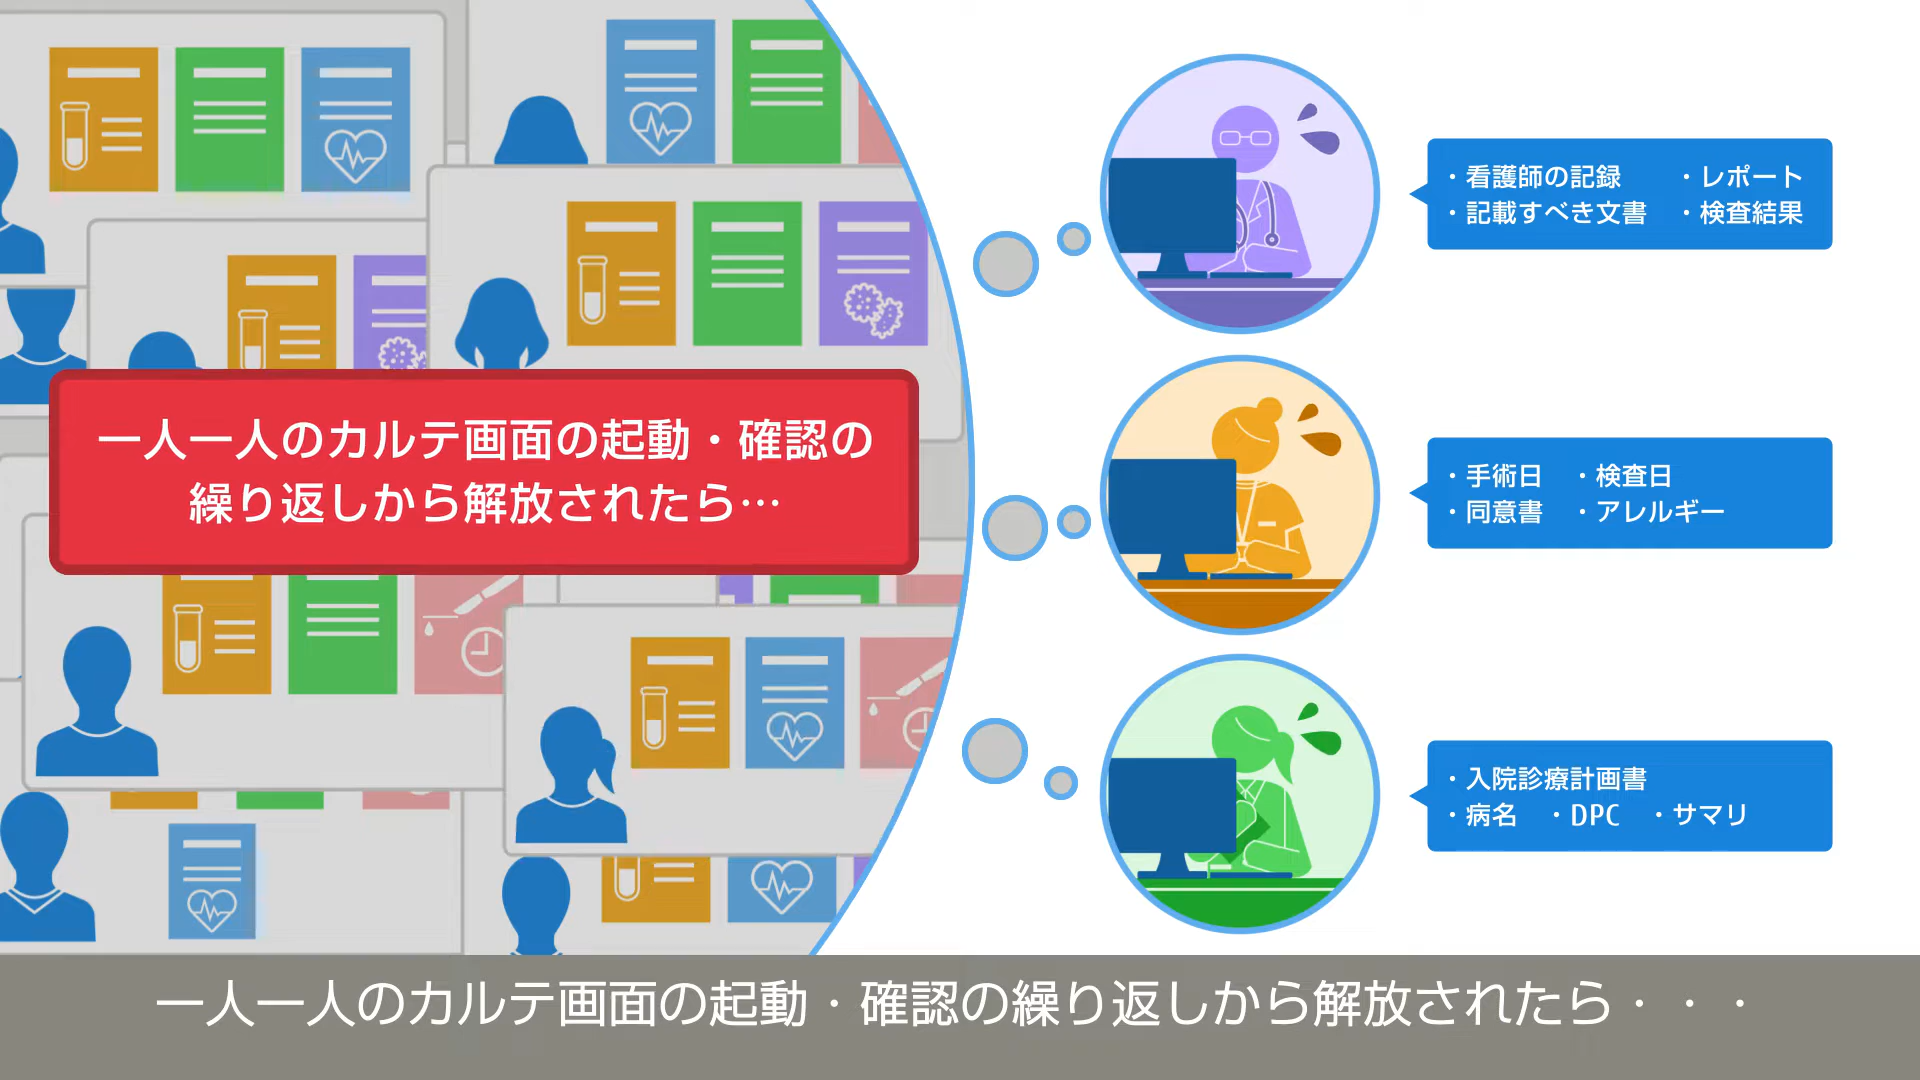 一人一人のカルテ画面の起動・確認の
繰り返しから解放されたら…
・看護師の記録 ・レポート
・記載すべき文書 ・検査結果
・手術日 ・検査日
・同意書 ・アレルギー
・入院診療計画書
・病名 ・DPC ・サマリ
一人一人のカルテ画面の起動・確認の繰り返しから解放されたら・・・